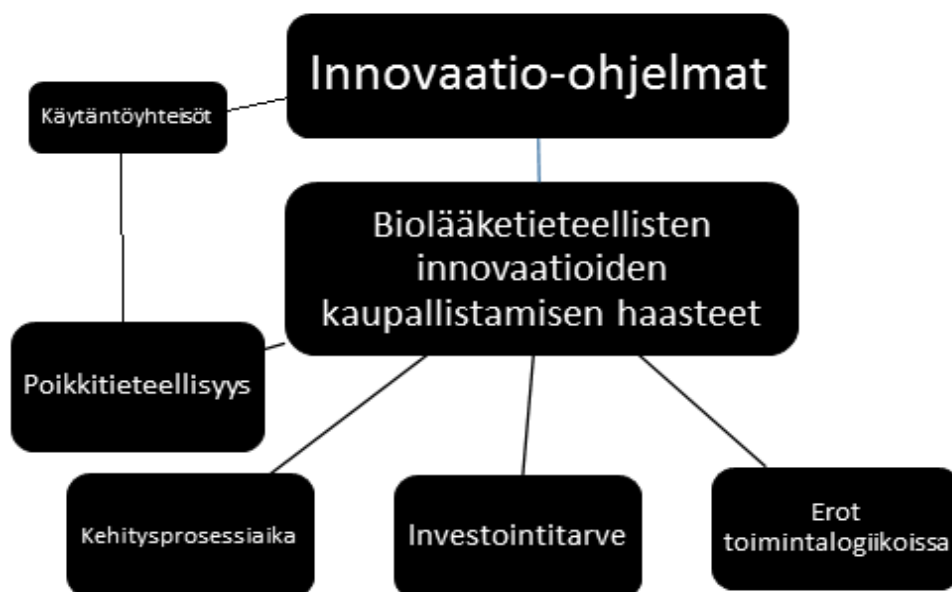 Innovaatio-ohjelmat
Käytäntöyhteisöt
Biolääketieteellisten
innovaatioiden
kaupallistamisen haasteet
Poikkitieteellisyys
Kehitysprosessiaika
Investointitarve
Erot
toimintalogiikoissa